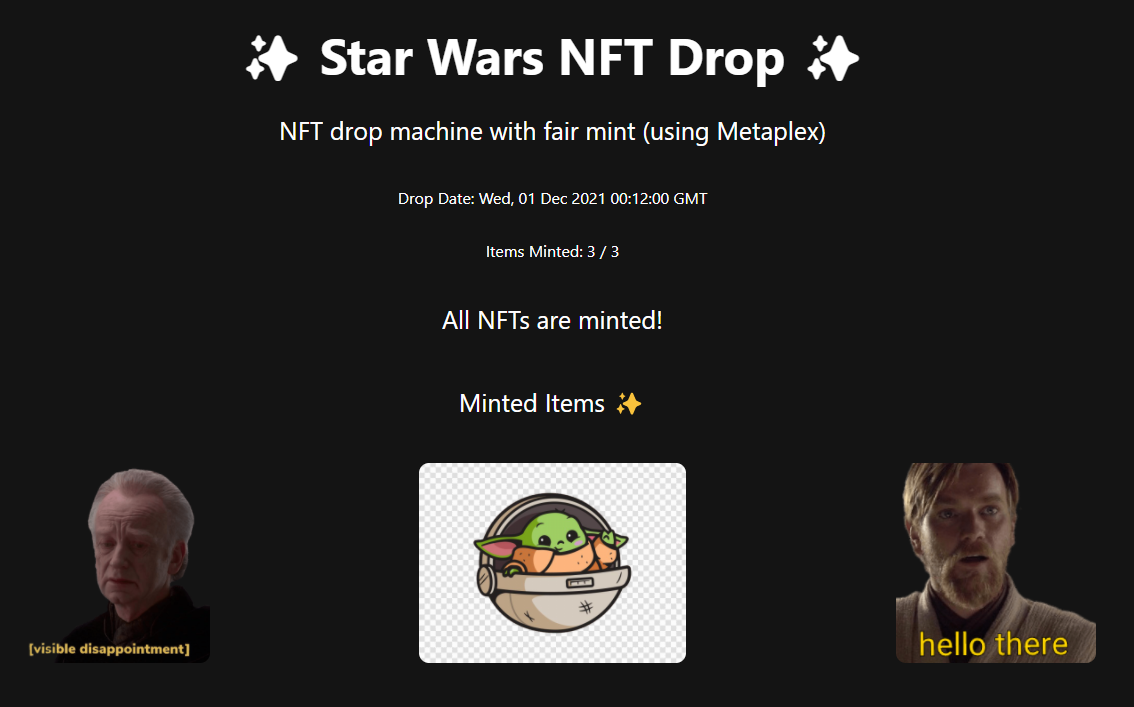 ✨ Star Wars NFT Drop ✨
NFT drop machine with fair mint (using Metaplex)
Drop Date: Wed, 01 Dec 2021 00:12:00 GMT
Items Minted: 3 / 3
All NFTs are minted!
Minted Items ✨
[visible disappointment]
hello there